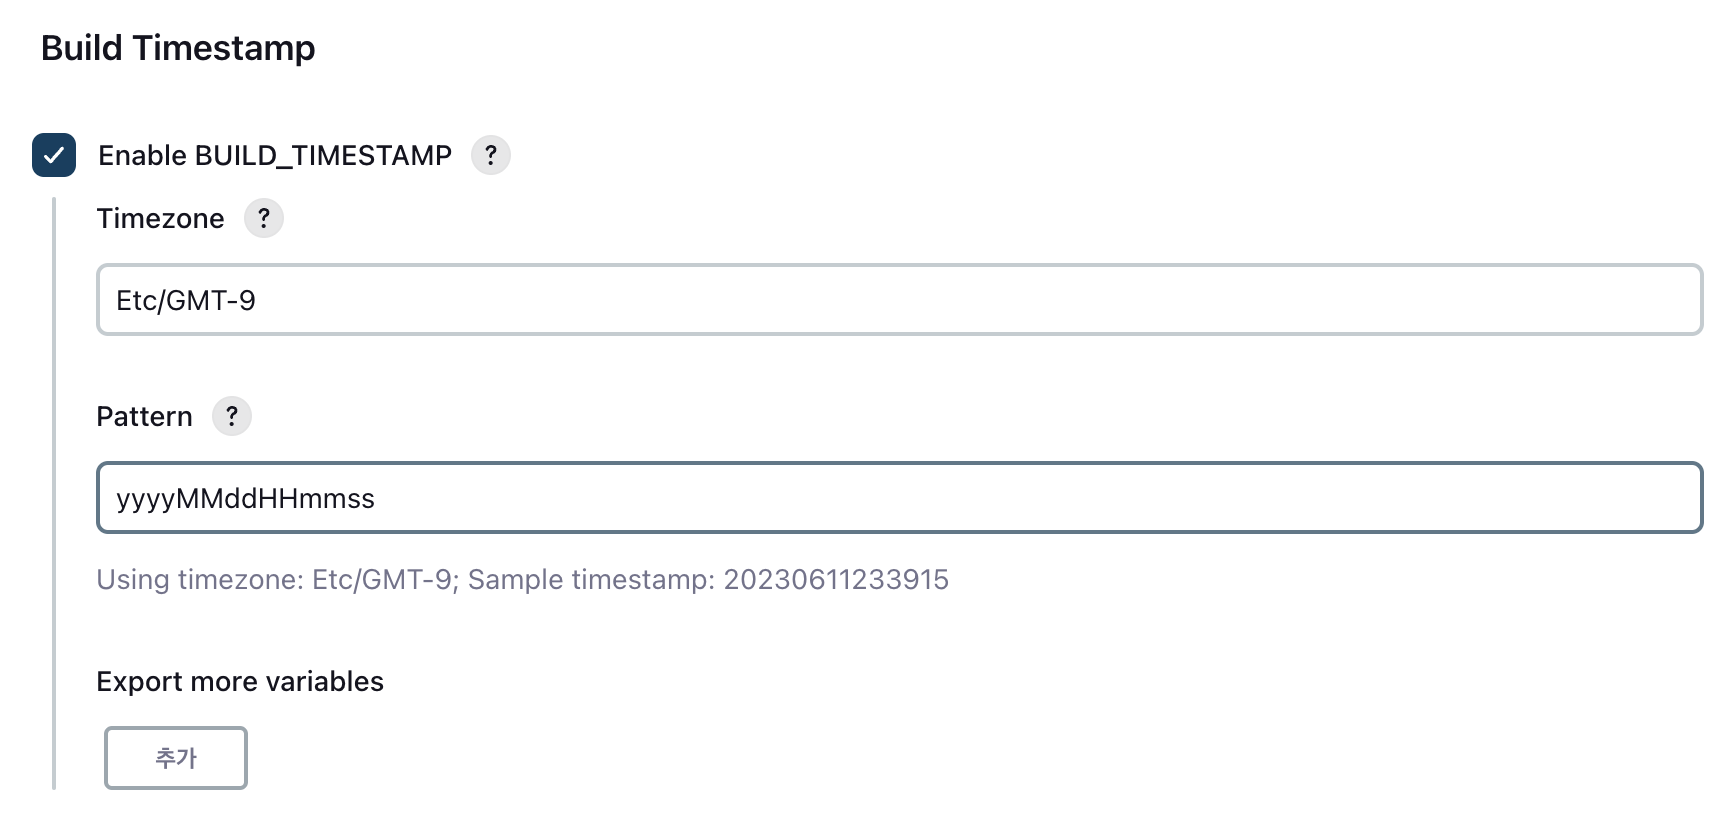 Build Timestamp
Enable BUILD_TIMESTAMP ?
Timezone ?
Etc/GMT-9
Pattern ?
yyyyMMddHHmmss
Using timezone: Etc/GMT-9; Sample timestamp: 20230611233915
Export more variables
추가